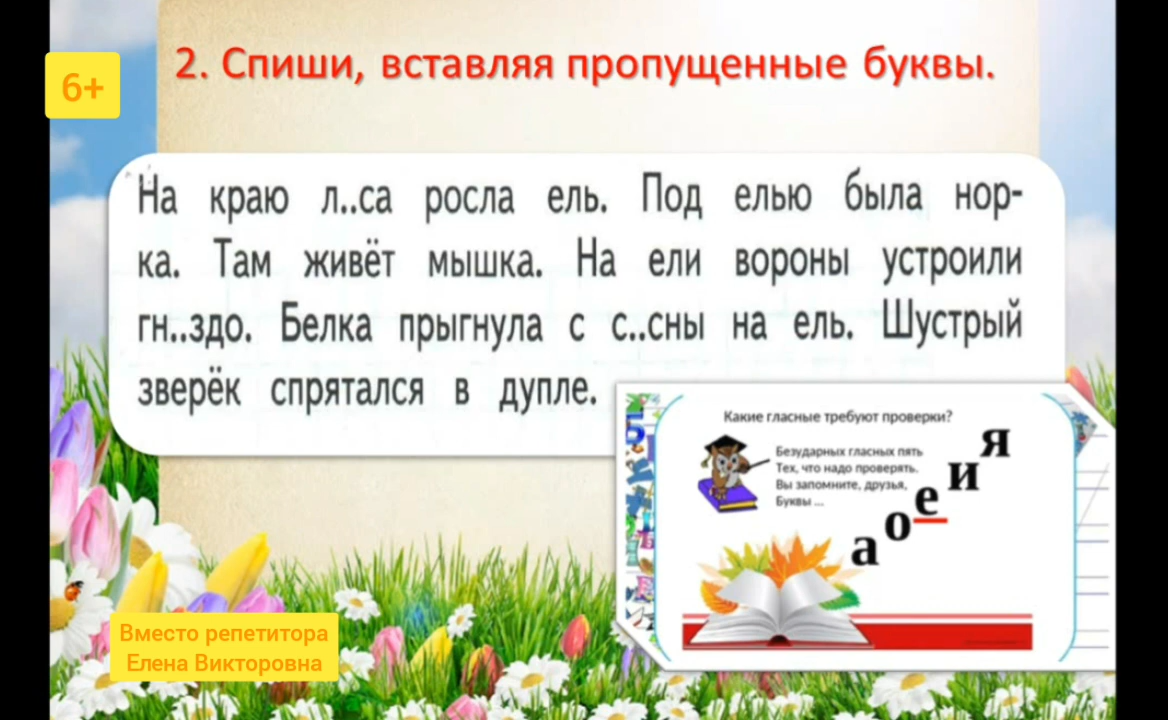 2. Спиши, вставляя пропущенные буквы.
6+
На краю л..са росла ель. Под елью была нор-
ка. Там живёт мышка. На ели вороны устроили
гн..здо. Белка прыгнула с с..сны на ель. Шустрый
зверёк спрятался в дупле.
Какие гласные требуют проверки?
Безударных гласных пять
Тех, что надо проверять.
Вы запомните, друзья,
Буквы ...
а о е и я
Вместо репетитора
Елена Викторовна